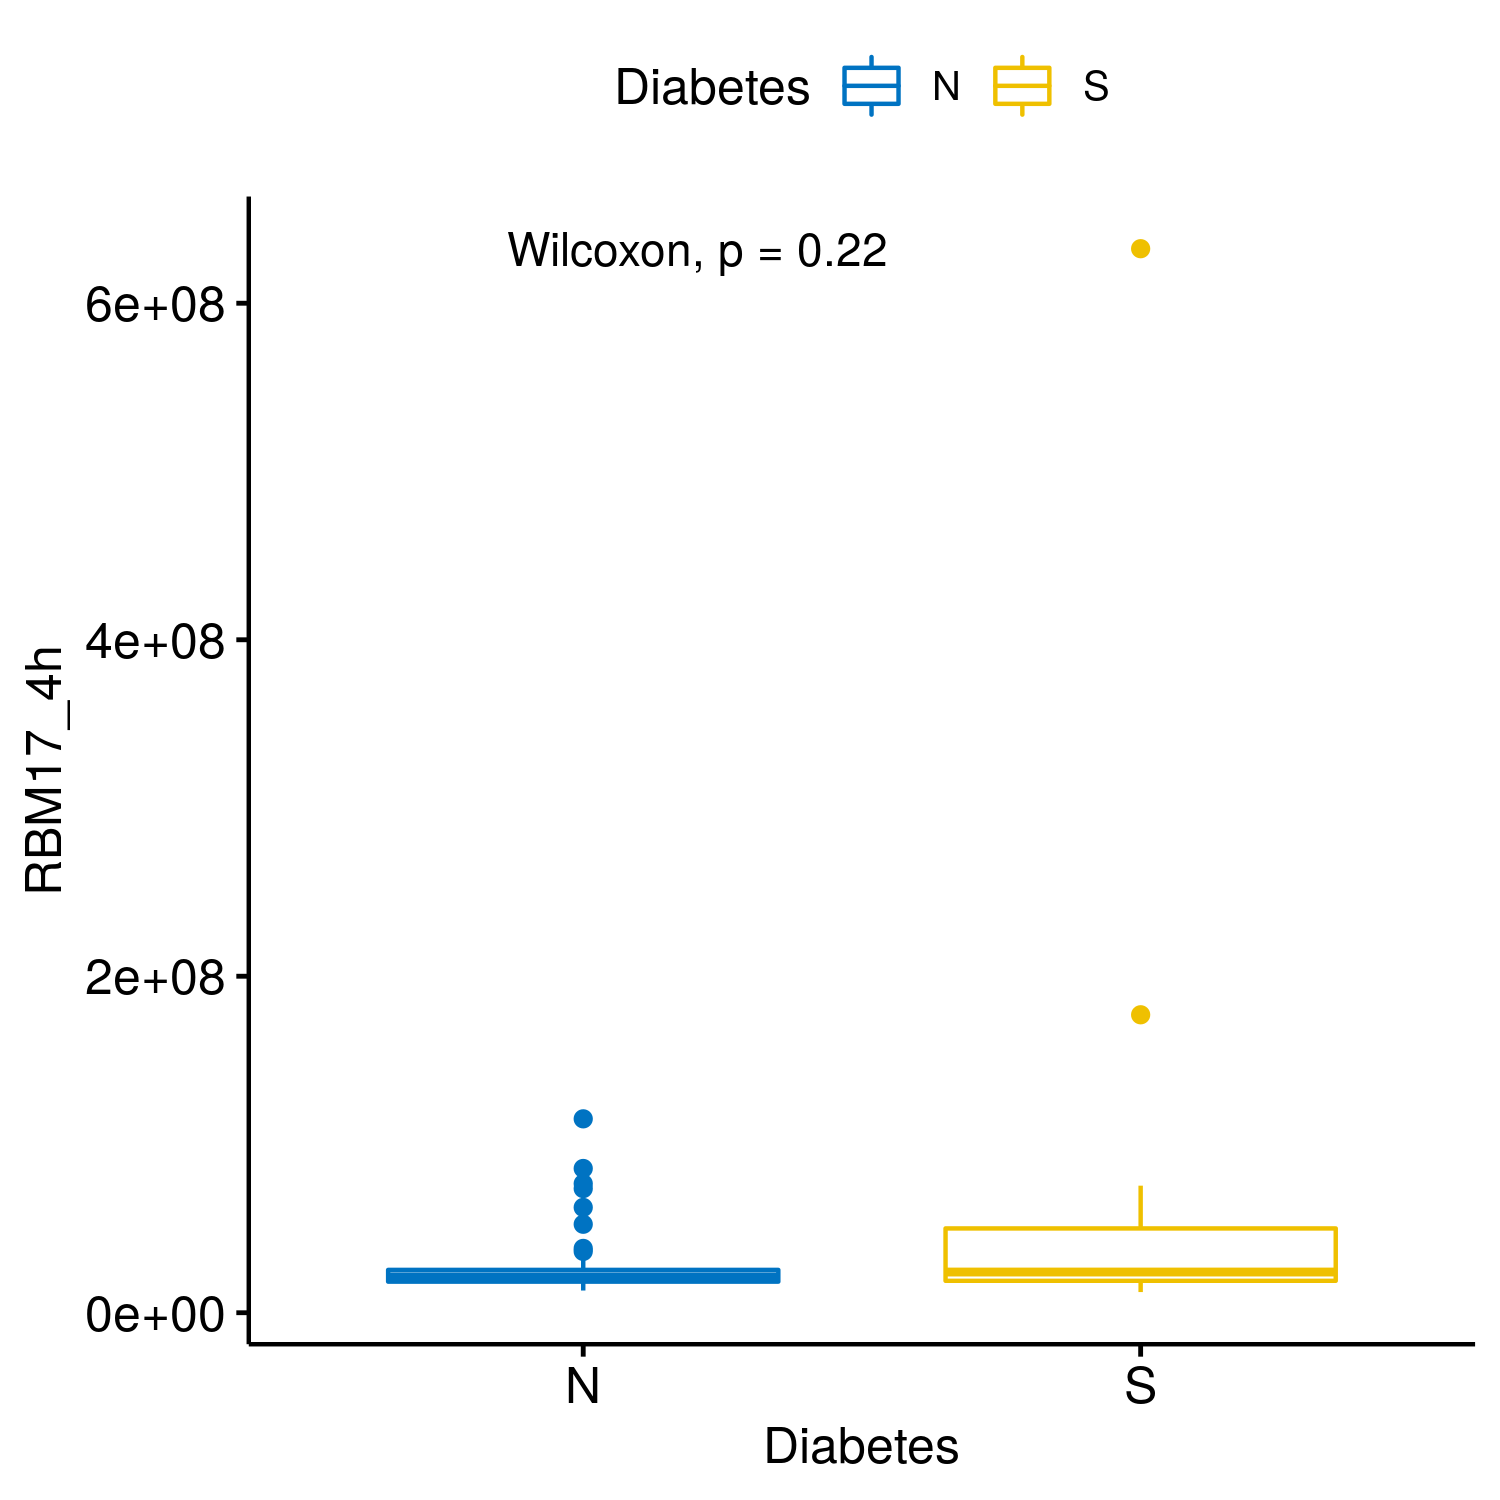 Diabetes N S
Wilcoxon, p = 0.22
6e+08
4e+08
2e+08
0e+00
RBM17_4h
N S
Diabetes